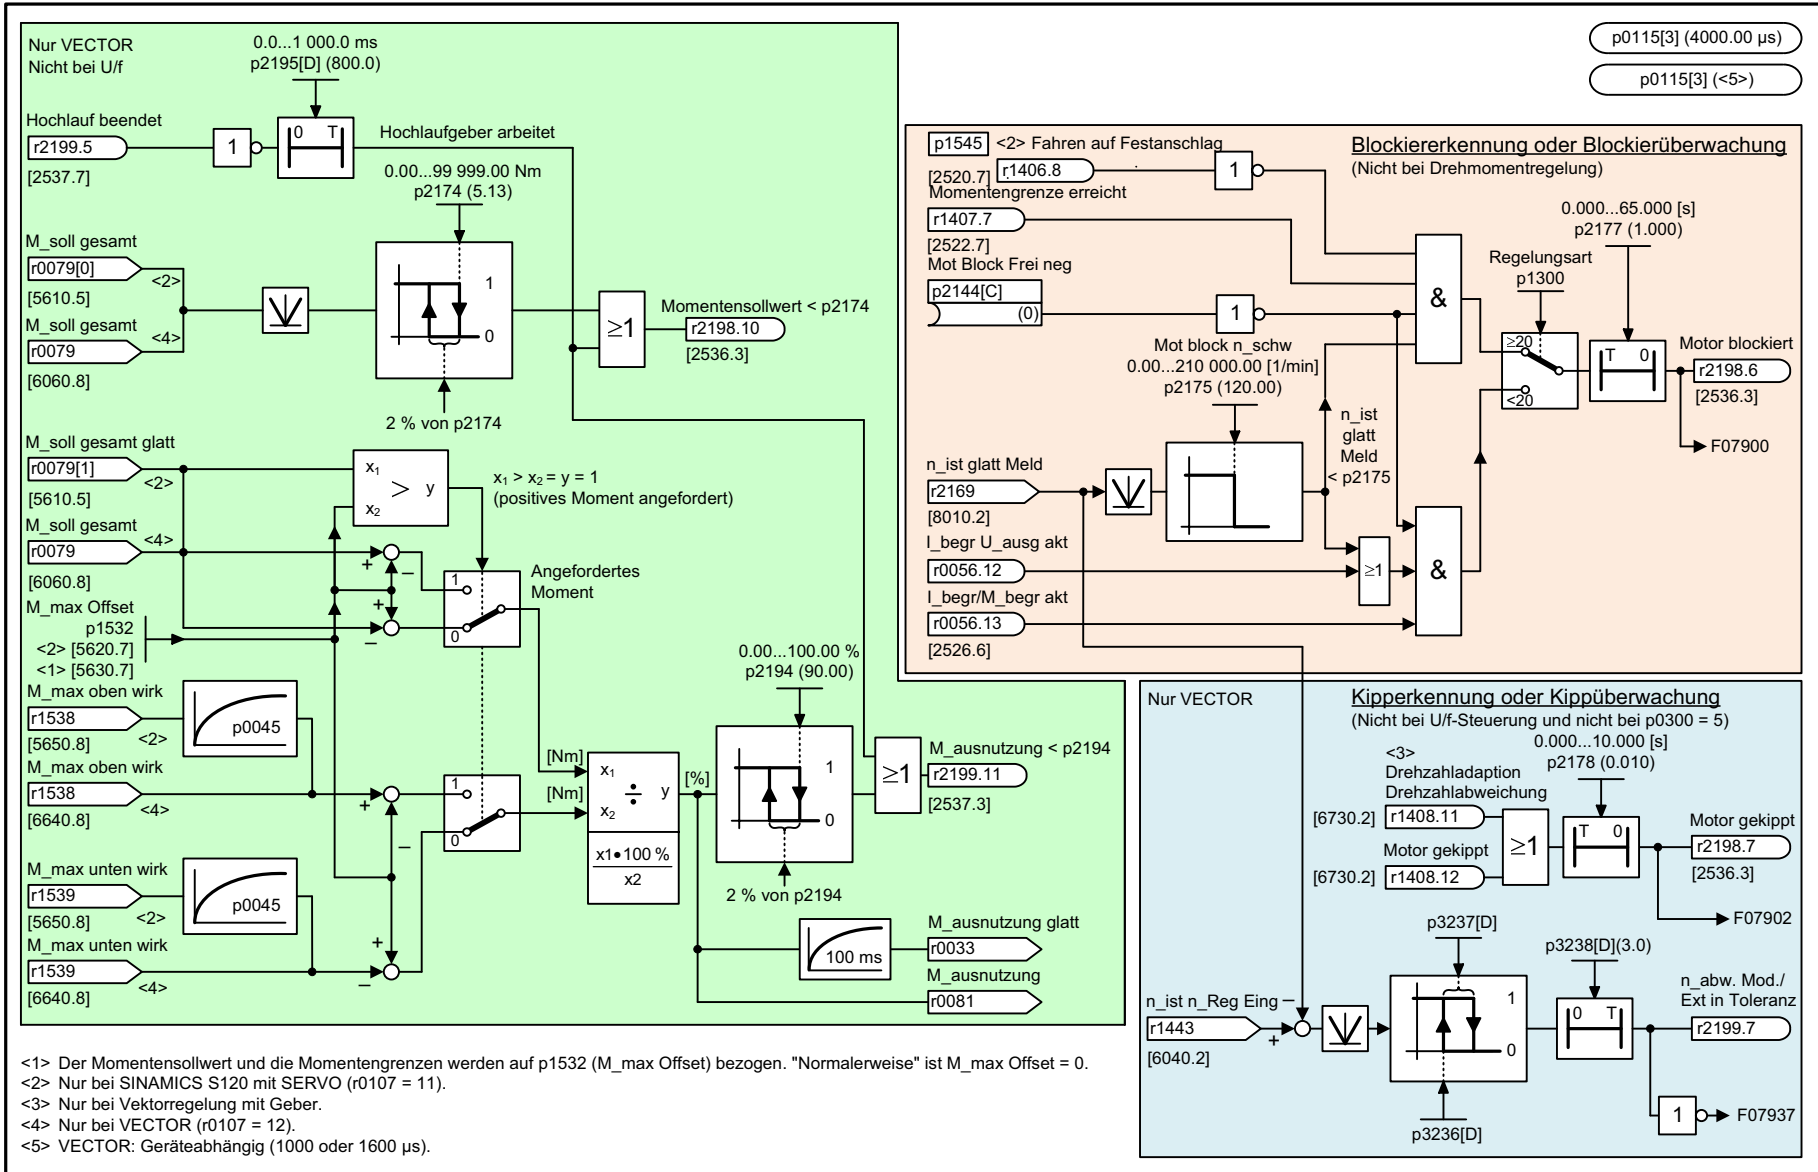 p0115[3] (4000.00 µs)
p0115[3] (<5>)
Nur VECTOR
Nicht bei U/f
0.0...1 000.0 ms
p2195[D] (800.0)
Hochlauf beendet
r2199.5
[2537.7]
1
0 T
Hochlaufgeber arbeitet
0.00...99 999.00 Nm
p2174 (5.13)
M_soll gesamt
r0079[0]
<2>
[5610.5]
M_soll gesamt
r0079
<4>
[6060.8]
1
0
2 % von p2174
≥1
Momentensollwert < p2174
r2198.10
[2536.3]
M_soll gesamt glatt
r0079[1]
<2>
[5610.5]
M_soll gesamt
r0079
<4>
[6060.8]
x1
> y
x2
x1 > x2 = y = 1
(positives Moment angefordert)
+
–
+
–
1
0
Angefordertes
Moment
M_max Offset
p1532
<2> [5620.7]
<1> [5630.7]
M_max oben wirk
r1538
[5650.8]
<2>
p0045
M_max oben wirk
r1538
[6640.8]
<4>
+
–
1
0
M_max unten wirk
r1539
[5650.8]
<2>
p0045
M_max unten wirk
r1539
[6640.8]
<4>
+
–
[Nm]
[Nm]
x1
÷ y
x2
x1•100 %
x2
[%]
0.00...100.00 %
p2194 (90.00)
1
0
2 % von p2194
≥1
M_ausnutzung < p2194
r2199.11
[2537.3]
100 ms
M_ausnutzung glatt
r0033
M_ausnutzung
r0081
p1545
<2> Fahren auf Festanschlag
[2520.7]
r1406.8
1
Blockiererkennung oder Blockierüberwachung
(Nicht bei Drehmomentregelung)
Momentengrenze erreicht
r1407.7
[2522.7]
Mot Block Frei neg
p2144[C]
(0)
1
Mot block n_schw
0.00...210 000.00 [1/min]
p2175 (120.00)
&
Regelungsart
p1300
≥20
<20
0.000...65.000 [s]
p2177 (1.000)
T 0
Motor blockiert
r2198.6
[2536.3]
F07900
n_ist
glatt
Meld
< p2175
n_ist glatt Meld
r2169
[8010.2]
I_begr U_ausg akt
r0056.12
≥1
&
I_begr/M_begr akt
r0056.13
[2526.6]
Nur VECTOR
Kipperkennung oder Kippüberwachung
(Nicht bei U/f-Steuerung und nicht bei p0300 = 5)
0.000...10.000 [s]
p2178 (0.010)
<3>
Drehzahladaption
Drehzahlabweichung
[6730.2]
r1408.11
Motor gekippt
[6730.2]
r1408.12
≥1
T 0
Motor gekippt
r2198.7
[2536.3]
F07902
p3237[D]
p3238[D](3.0)
n_ist n_Reg Eing
–
r1443
+
[6040.2]
1
0
p3236[D]
0 T
n_abw. Mod./
Ext in Toleranz
r2199.7
1
F07937
<1> Der Momentensollwert und die Momentengrenzen werden auf p1532 (M_max Offset) bezogen. "Normalerweise" ist M_max Offset = 0.
<2> Nur bei SINAMICS S120 mit SERVO (r0107 = 11).
<3> Nur bei Vektorregelung mit Geber.
<4> Nur bei VECTOR (r0107 = 12).
<5> VECTOR: Geräteabhängig (1000 oder 1600 µs).